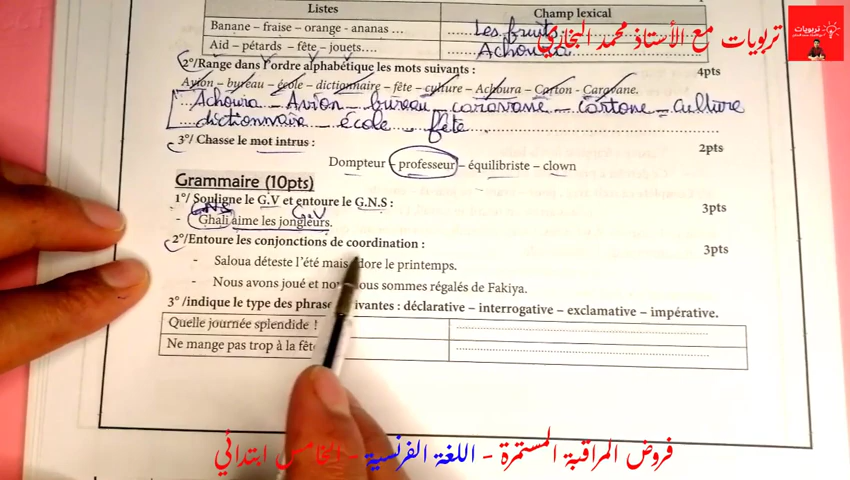 Listes Champ lexical
Banane – fraise – orange - ananas ... Les fruits
Aid – pétards – fête – jouets.... Achoura
تربويات مع الأستاذ محمد البخاري
تربويات
2°/Range dans l'ordre alphabétique les mots suivants : 4pts
Avion – bureau – école – dictionnaire – fête – culture – Achoura – Carton - Caravane.
Achoura – Avion – bureau – caravane – cartone – culture
dictionnair – école – fête
3°/ Chasse le mot intrus : 2pts
Dompteur – professeur – équilibriste – clown
Grammaire (10pts)
1°/ Souligne le G.V et entoure le G.N.S : 3pts
G.N.S G.V
- Ghali aime les jongleurs.
2°/Entoure les conjonctions de coordination : 3pts
- Saloua déteste l'été mais adore le printemps.
- Nous avons joué et nous sommes régalés de Fakiya.
3° /indique le type des phrases suivantes : déclarative – interrogative – exclamative – impérative.
Quelle journée splendide !
Ne mange pas trop à la
فروض المراقبة المستمرة - اللغة الفرنسية - الخامس ابتدائي